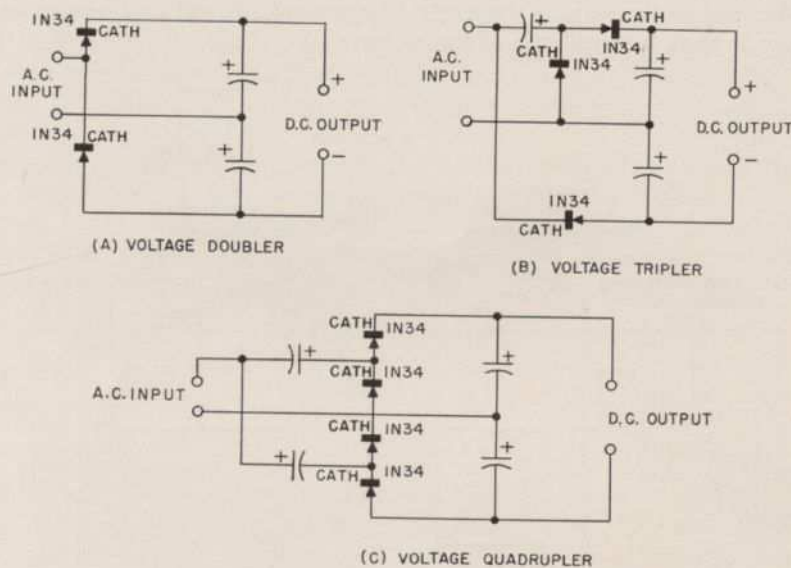 IN34
CATH
+
A.C.
INPUT
+
D.C. OUTPUT
IN34
CATH
+
−
(A) VOLTAGE DOUBLER
+
CATH
CATH
IN34
IN34
+
A.C.
INPUT
+
D.C. OUTPUT
+
−
IN34
CATH
(B) VOLTAGE TRIPLER
CATH
IN34
+
+
CATH
IN34
A.C. INPUT
D.C. OUTPUT
CATH
IN34
+
+
CATH
IN34
(C) VOLTAGE QUADRUPLER